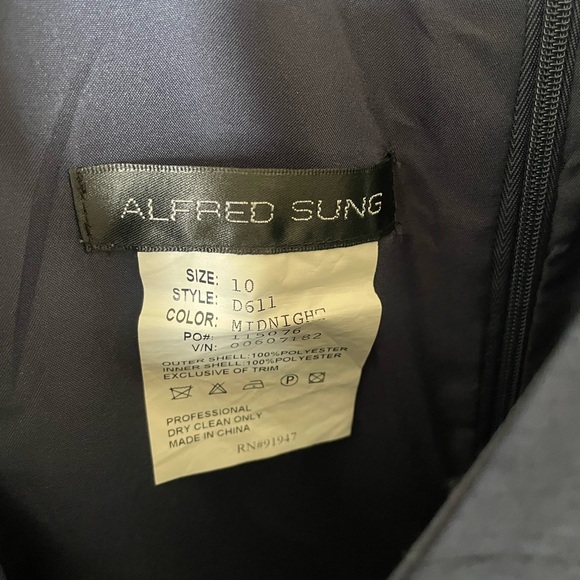 ALFRED SUNG
SIZE: 10
STYLE: D611
COLOR: MIDNIGHT
PO#: 115076
V/N: 00607182
OUTER SHELL:100%POLYESTER
INNER SHELL:100%POLYESTER
EXCLUSIVE OF TRIM
PROFESSIONAL
DRY CLEAN ONLY
MADE IN CHINA
RN#91947